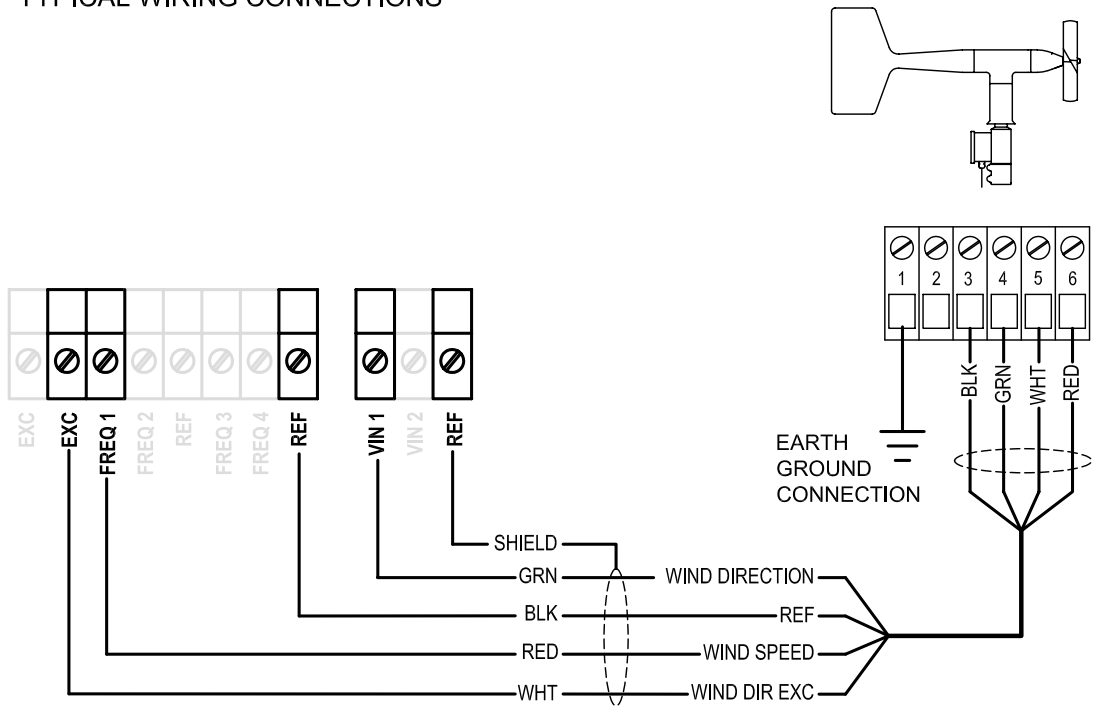 TYPICAL WIRING CONNECTIONS
1 2 3 4 5 6
BLK GRN WHT RED
EXC EXC FREQ 1 FREQ 2 REF FREQ 3 FREQ 4 REF VIN 1 VIN 2 REF
EARTH
GROUND
CONNECTION
SHIELD
GRN WIND DIRECTION
BLK REF
RED WIND SPEED
WHT WIND DIR EXC